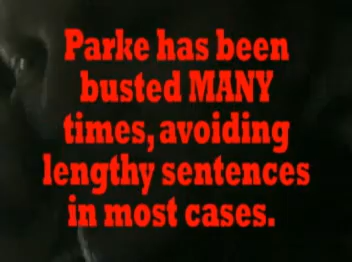 Parke has been
busted MANY
times, avoiding
lengthy sentences
in most cases.